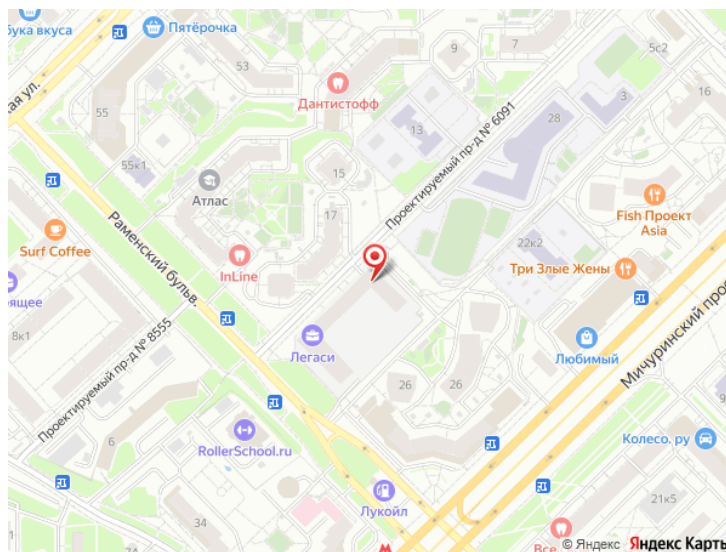 бука вкуса
Пятёрочка
53
9
7
5с2
кая ул.
Дантистофф
55
13
28
3
16
55к1
Атлас
15
Проектируемый пр-д № 6091
17
22к2
Fish Проект
Asia
Surf Coffee
Раменский бульв.
InLine
Три Злые Жены
8к1
Проектируемый пр-д № 8555
Легаси
26
26
Любимый
Мичуринский прос
6
RollerSchool.ru
Колесо.ру
9
34
Лукойл
21к5
Все
© Яндекс Яндекс Карты